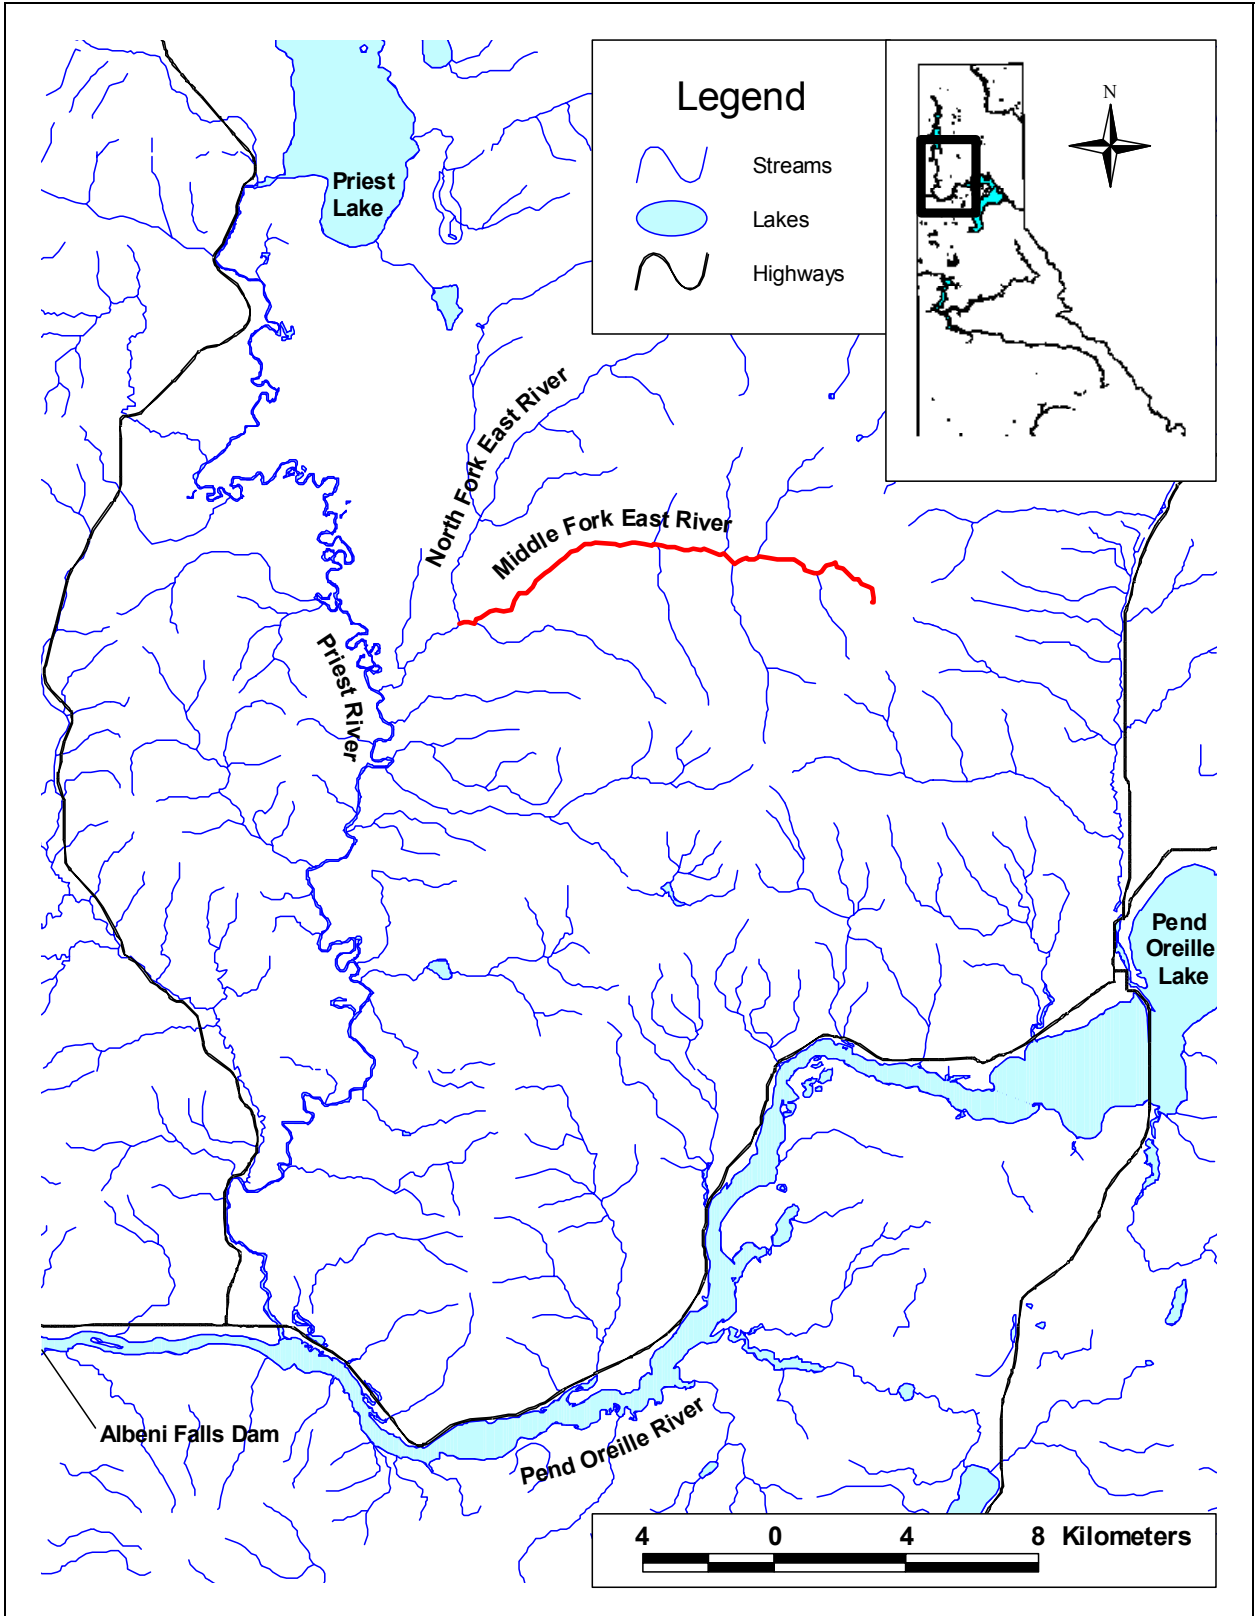 Legend
Streams
Lakes
Highways
N
Priest
Lake
North Fork East River
Middle Fork East River
Priest River
Pend
Oreille
Lake
Albeni Falls Dam
Pend Oreille River
4 0 4 8 Kilometers